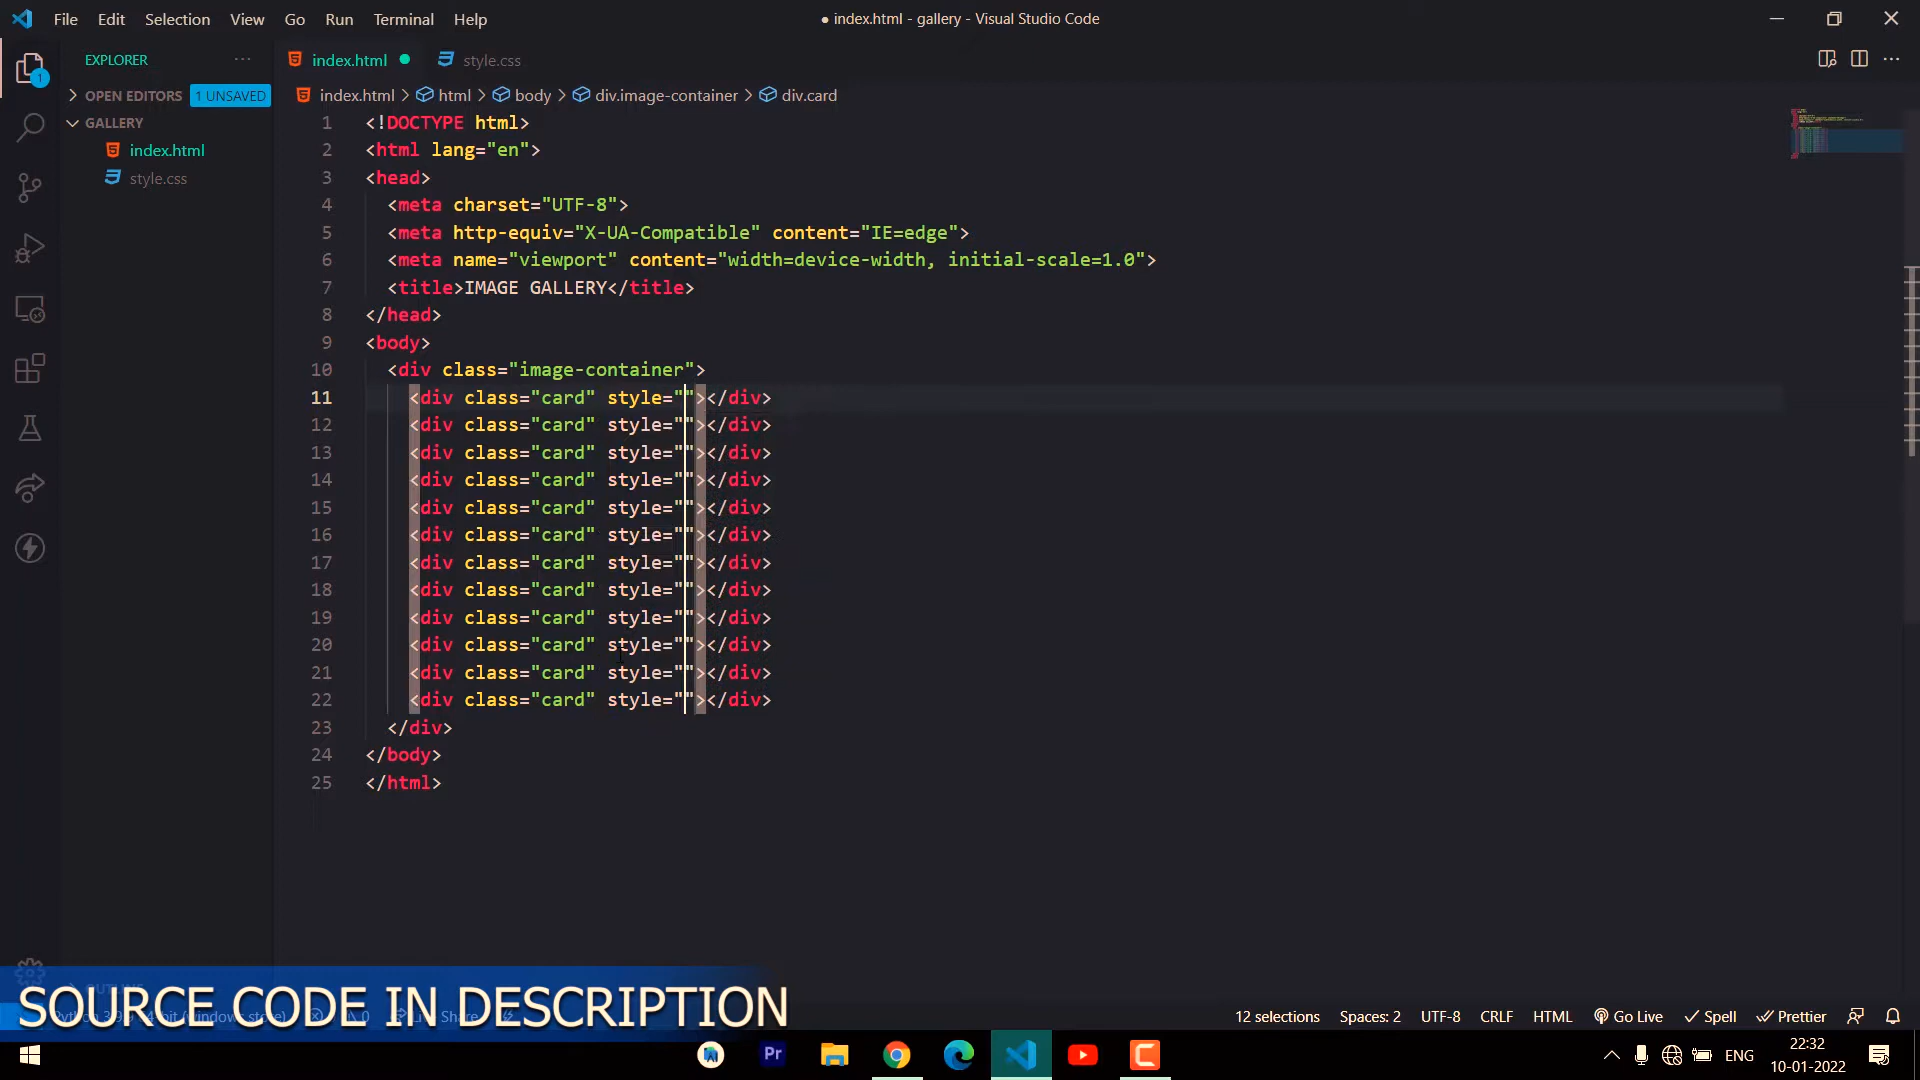 File Edit Selection View Go Run Terminal Help
● index.html - gallery - Visual Studio Code
EXPLORER
index.html
style.css
OPEN EDITORS 1 UNSAVED
index.html > html > body > div.image-container > div.card
GALLERY
index.html
style.css
1 <!DOCTYPE html>
2 <html lang="en">
3 <head>
4 <meta charset="UTF-8">
5 <meta http-equiv="X-UA-Compatible" content="IE=edge">
6 <meta name="viewport" content="width=device-width, initial-scale=1.0">
7 <title>IMAGE GALLERY</title>
8 </head>
9 <body>
10 <div class="image-container">
11 <div class="card" style=""></div>
12 <div class="card" style=""></div>
13 <div class="card" style=""></div>
14 <div class="card" style=""></div>
15 <div class="card" style=""></div>
16 <div class="card" style=""></div>
17 <div class="card" style=""></div>
18 <div class="card" style=""></div>
19 <div class="card" style=""></div>
20 <div class="card" style=""></div>
21 <div class="card" style=""></div>
22 <div class="card" style=""></div>
23 </div>
24 </body>
25 </html>
SOURCE CODE IN DESCRIPTION
12 selections Spaces: 2 UTF-8 CRLF HTML Go Live Spell Prettier
Pr
ENG
22:32
10-01-2022